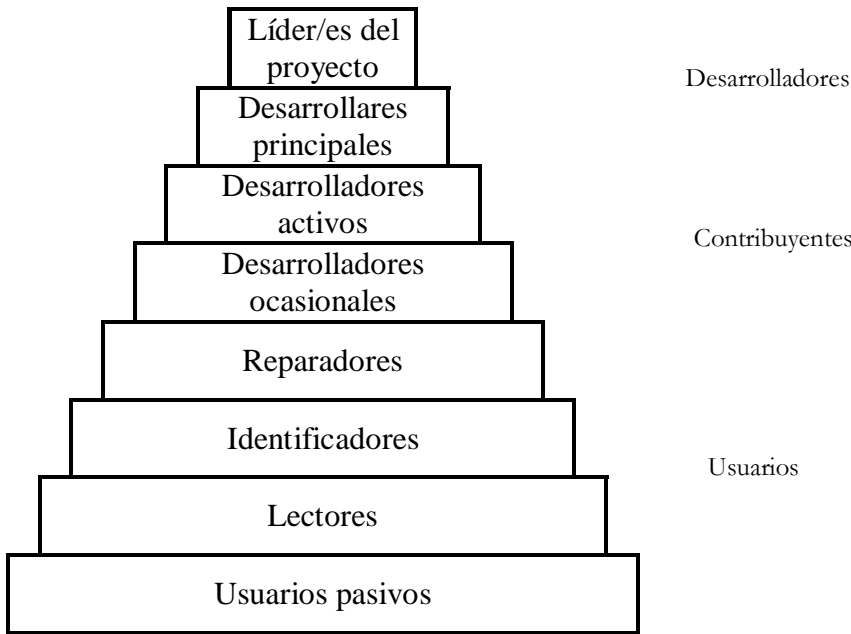 Líder/es del
proyecto
Desarrolladores
Desarrollares
principales
Desarrolladores
activos
Contribuyentes
Desarrolladores
ocasionales
Reparadores
Identificadores
Usuarios
Lectores
Usuarios pasivos